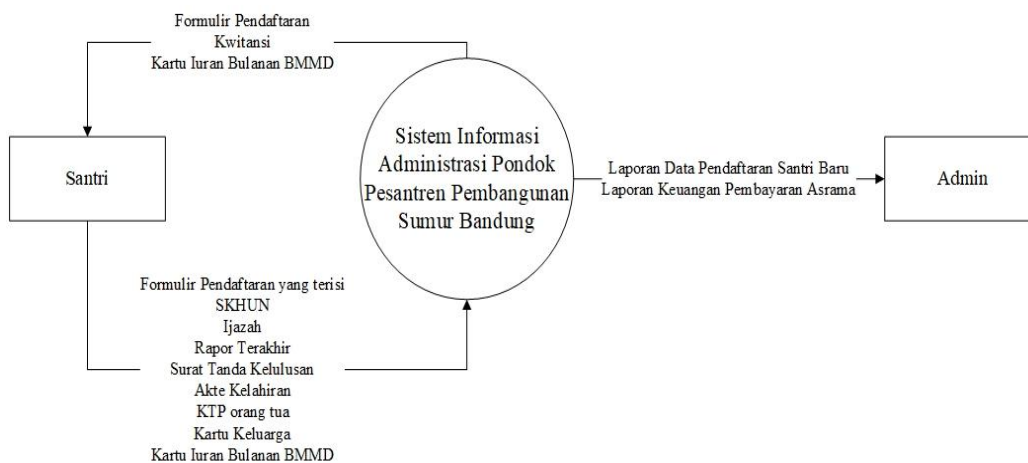 Formulir Pendaftaran
Kwitansi
Kartu Iuran Bulanan BMMD
Santri
Sistem Informasi
Administrasi Pondok
Pesantren Pembangunan
Sumur Bandung
Laporan Data Pendaftaran Santri Baru
Laporan Keuangan Pembayaran Asrama
Admin
Formulir Pendaftaran yang terisi
SKHUN
Ijazah
Rapor Terakhir
Surat Tanda Kelulusan
Akte Kelahiran
KTP orang tua
Kartu Keluarga
Kartu Iuran Bulanan BMMD